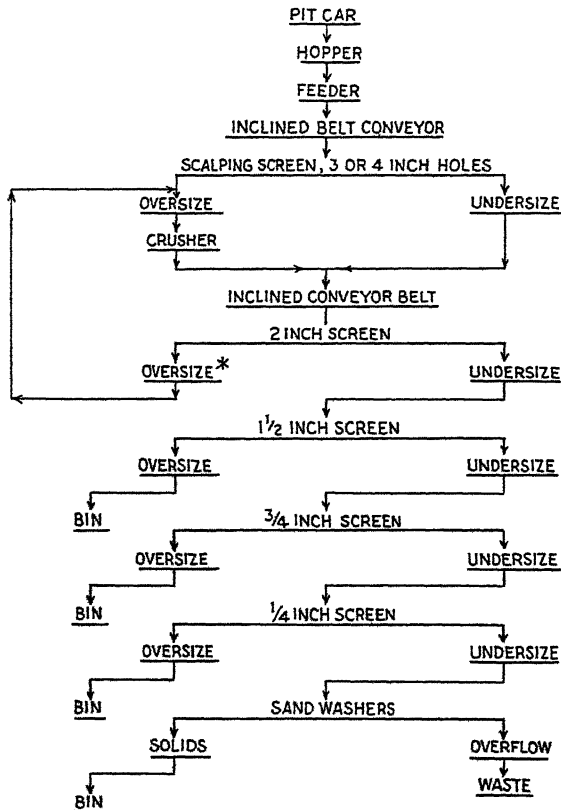 PIT CAR
HOPPER
FEEDER
INCLINED BELT CONVEYOR
SCALPING SCREEN, 3 OR 4 INCH HOLES
OVERSIZE UNDERSIZE
CRUSHER
INCLINED CONVEYOR BELT
2 INCH SCREEN
OVERSIZE* UNDERSIZE
1 1/2 INCH SCREEN
OVERSIZE UNDERSIZE
BIN
3/4 INCH SCREEN
OVERSIZE UNDERSIZE
BIN
1/4 INCH SCREEN
OVERSIZE UNDERSIZE
BIN
SAND WASHERS
SOLIDS OVERFLOW
WASTE
BIN